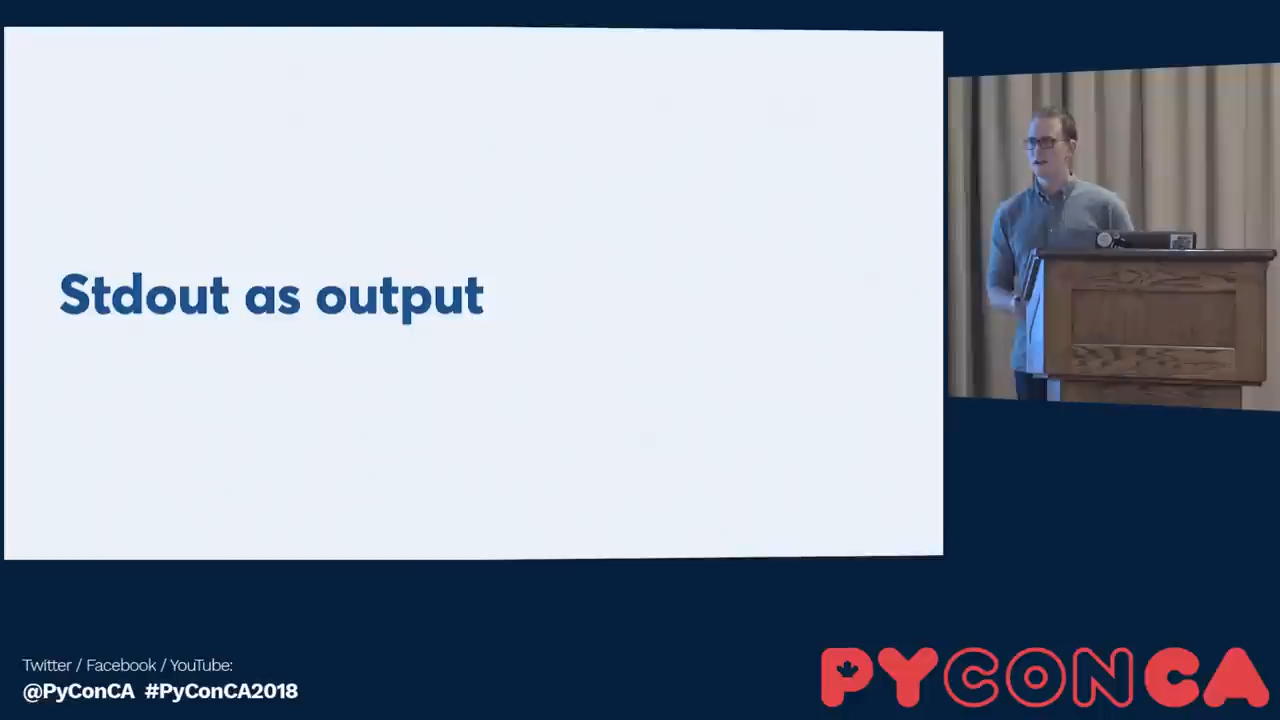 Stdout as output
Twitter / Facebook / YouTube:
@PyConCA #PyConCA2018
PYCONCA